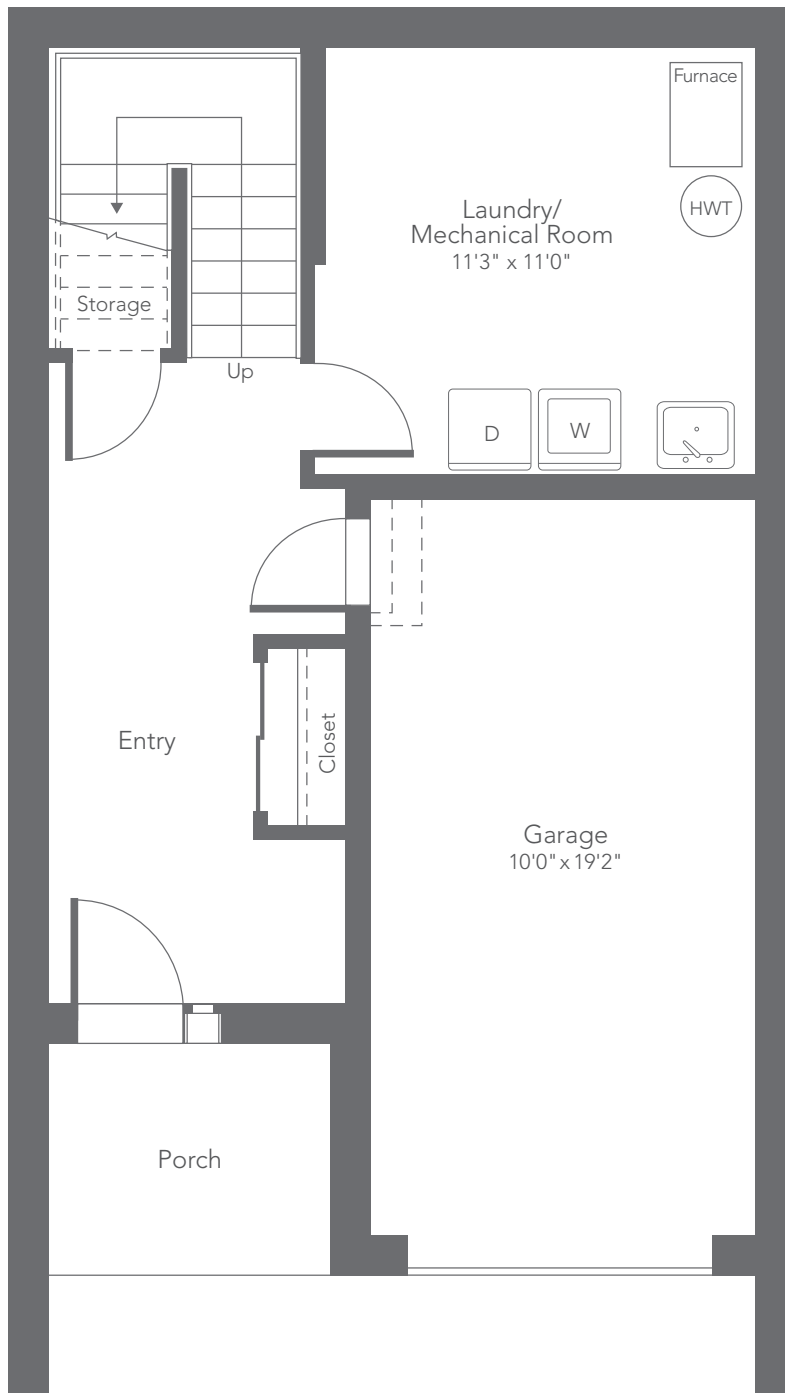 Furnace
HWT
Laundry/
Mechanical Room
11'3" x 11'0"
Storage
Up
D
W
Entry
Closet
Garage
10'0" x 19'2"
Porch